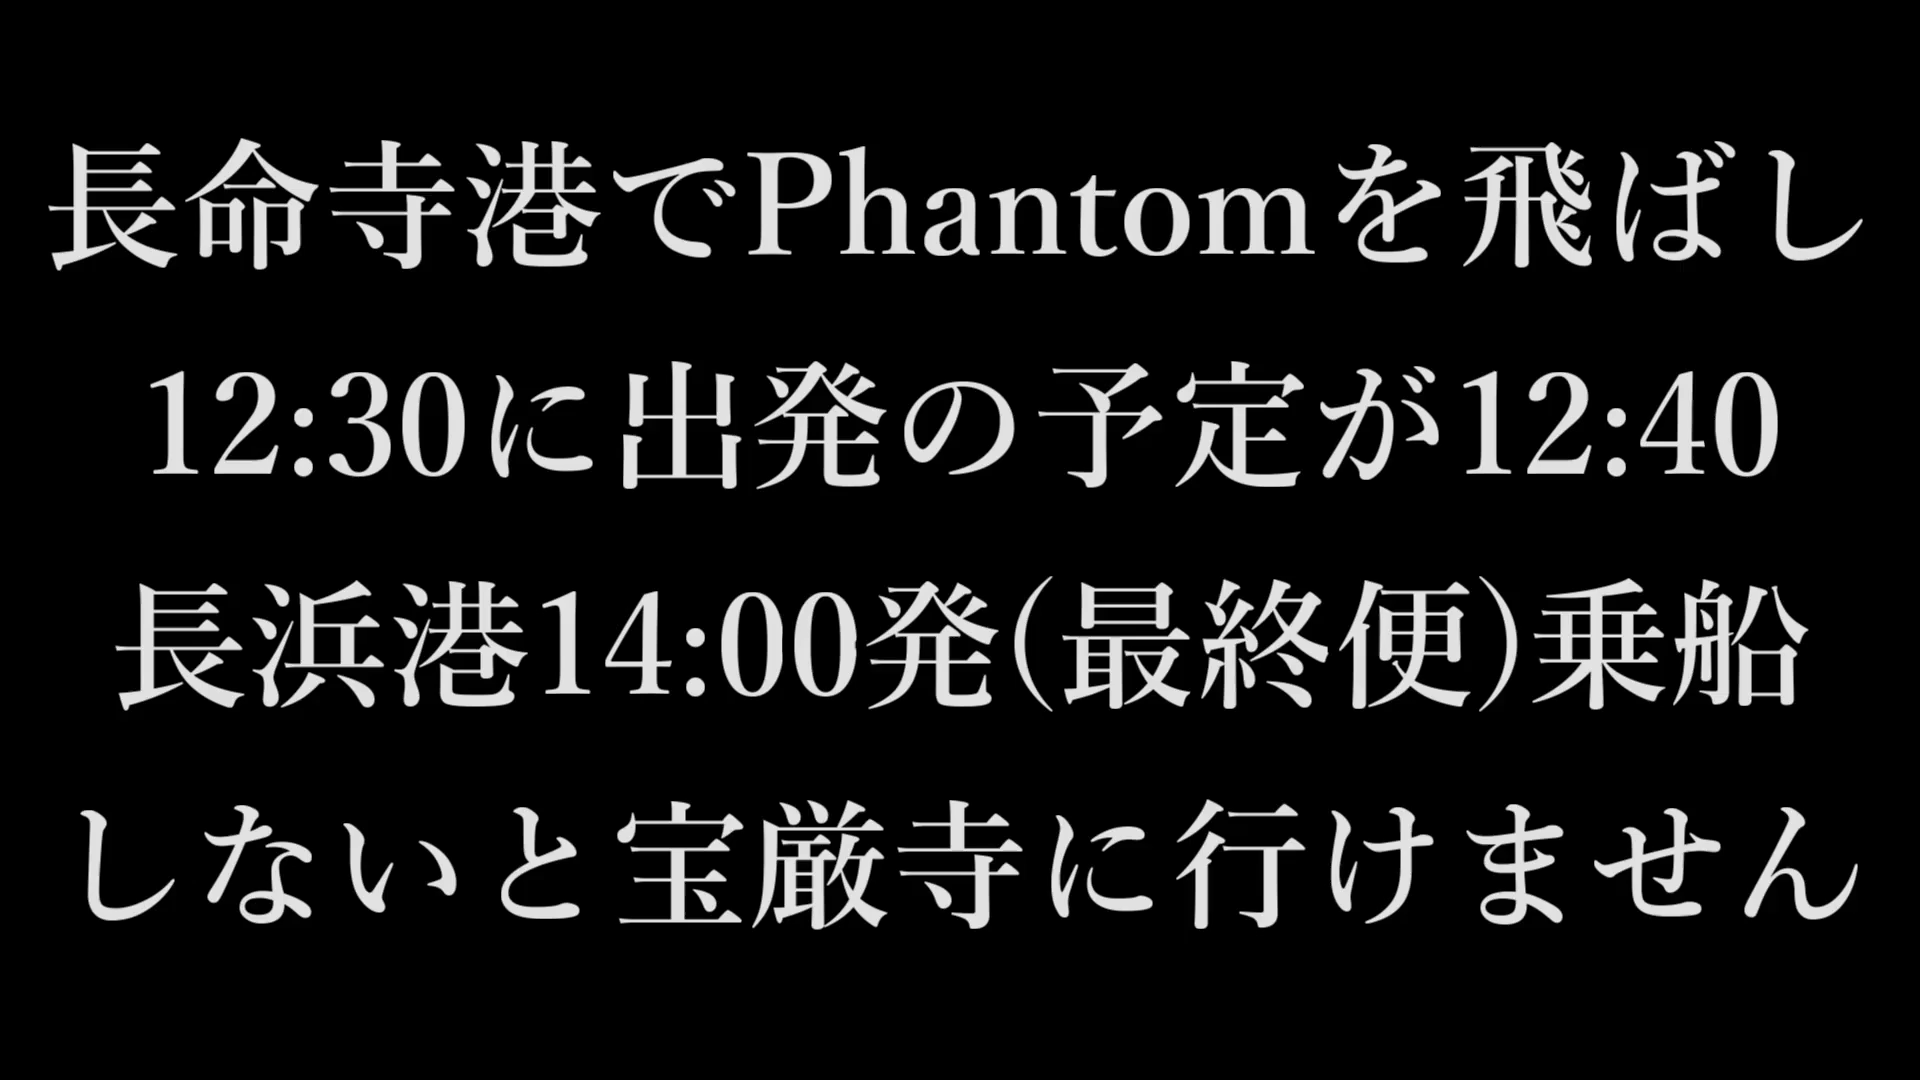 長命寺港でPhantomを飛ばし
12:30に出発の予定が12:40
長浜港14:00発(最終便)乗船
しないと宝厳寺に行けません